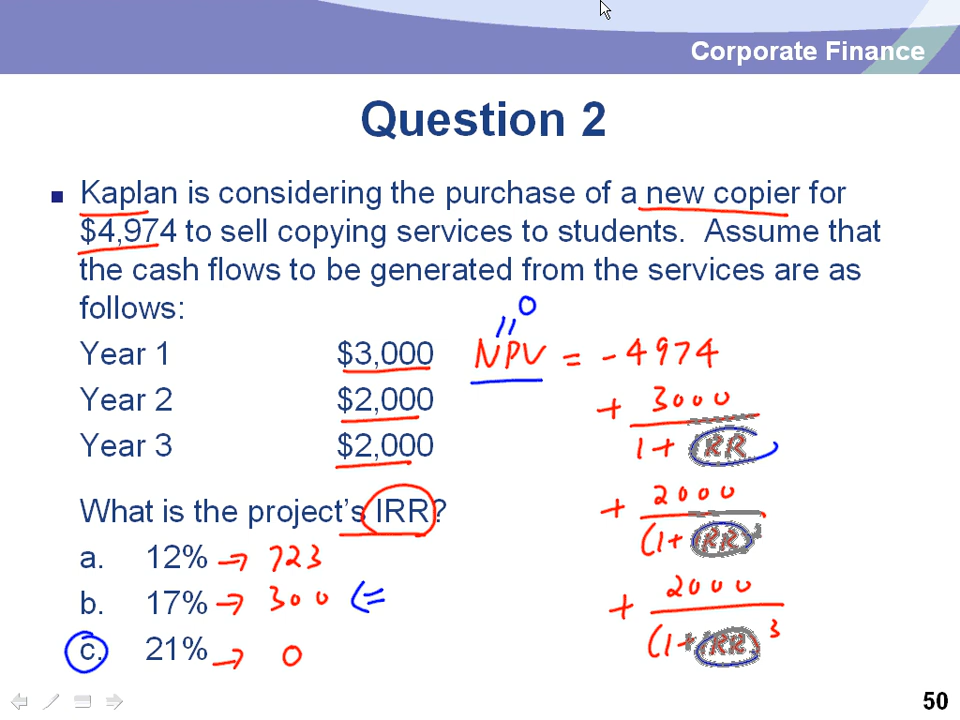 Corporate Finance
Question 2
Kaplan is considering the purchase of a new copier for
$4,974 to sell copying services to students. Assume that
the cash flows to be generated from the services are as
follows:
0
Year 1 $3,000 NPV = - 4974
Year 2 $2,000 + 3000
Year 3 $2,000 1 + IRR
What is the project's IRR? + 2000
(1 + IRR
a. 12% → 723
b. 17% → 300 ⇐ + 2000
c. 21% → 0 (1 + IRR) 3
50